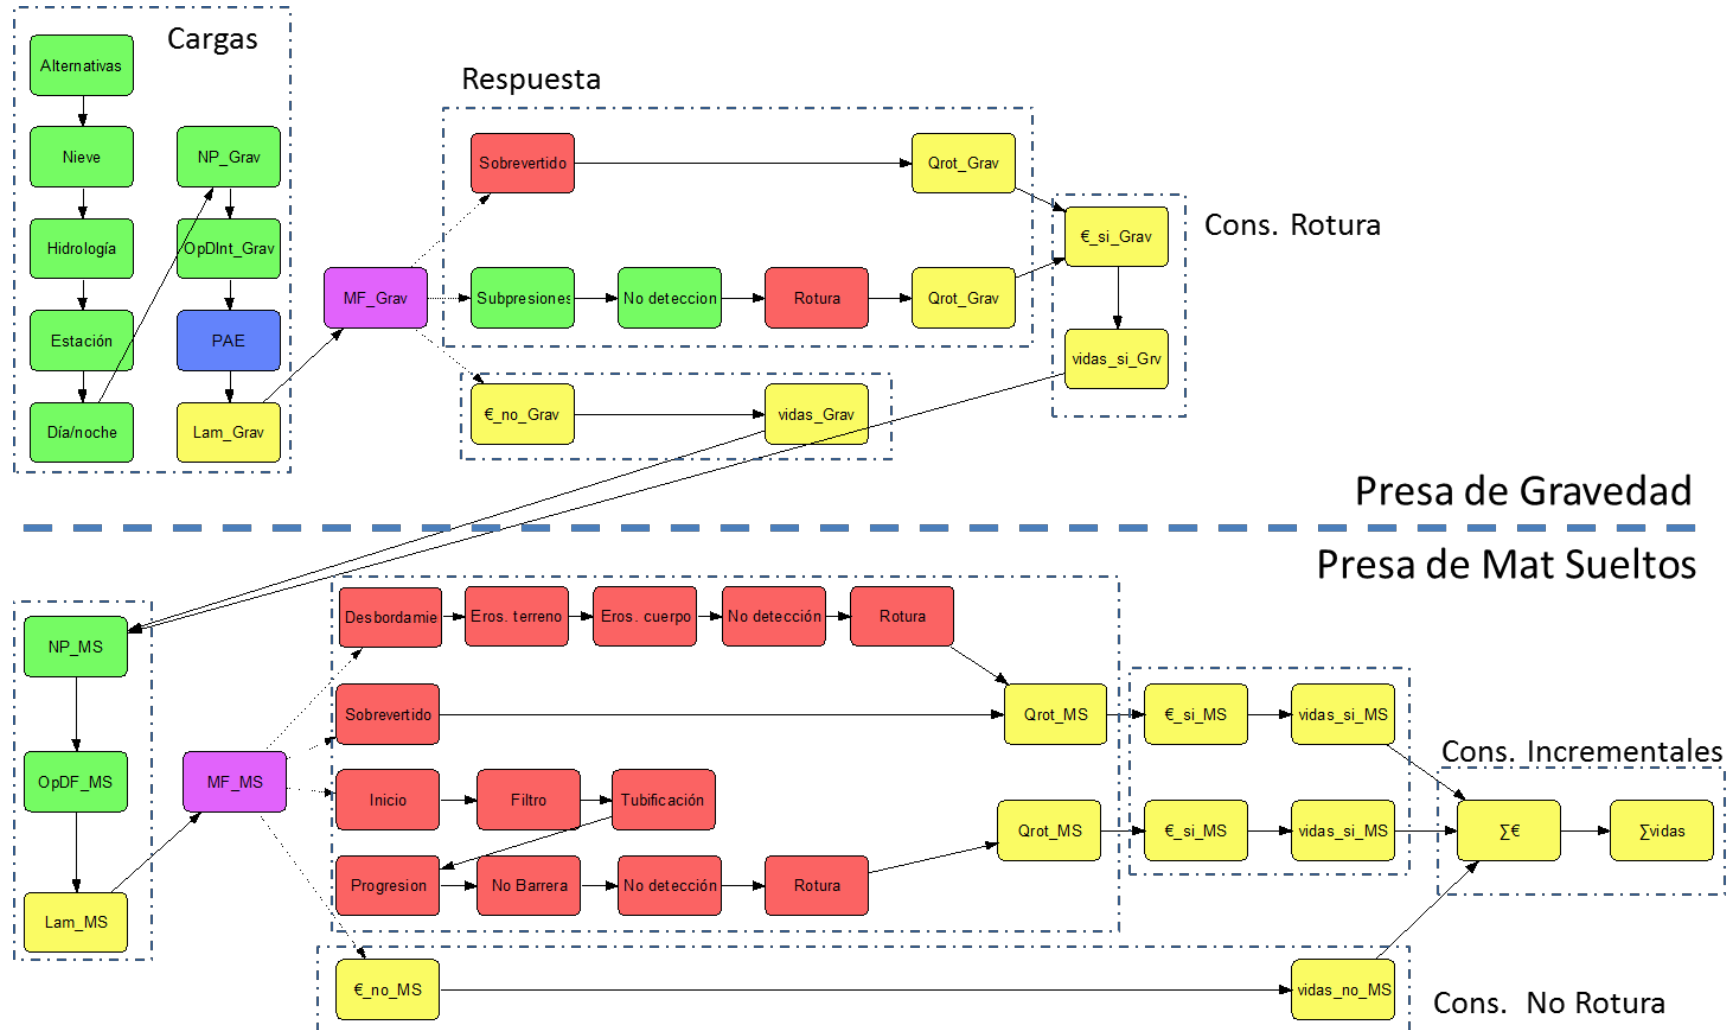 Cargas
Alternativas
Nieve
NP_Grav
Hidrología
OpDInt_Grav
Estación
PAE
Día/noche
Lam_Grav
Respuesta
Sobrevertido
Qrot_Grav
MF_Grav
Subpresiones
No deteccion
Rotura
Qrot_Grav
€_si_Grav
Cons. Rotura
vidas_si_Grv
€_no_Grav
vidas_Grav
Presa de Gravedad
Presa de Mat Sueltos
NP_MS
OpDF_MS
Lam_MS
MF_MS
Desbordamie
Eros. terreno
Eros. cuerpo
No detección
Rotura
Sobrevertido
Qrot_MS
€_si_MS
vidas_si_MS
Inicio
Filtro
Tubificación
Progresion
No Barrera
No detección
Rotura
Qrot_MS
€_si_MS
vidas_si_MS
Cons. Incrementales
∑€
∑vidas
€_no_MS
vidas_no_MS
Cons. No Rotura